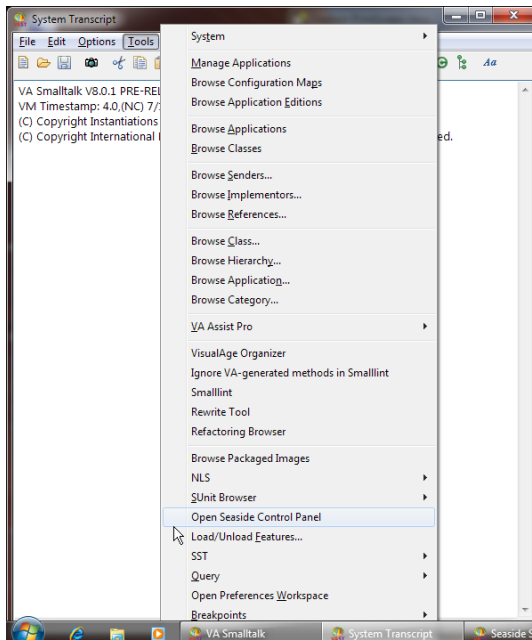 System Transcript
File Edit Options Tools
Aa
VA Smalltalk V8.0.1
VM Timestamp: 4.0,(NC)
(C) Copyright Instantiations
(C) Copyright International
ed.
System
Manage Applications
Browse Configuration Maps
Browse Application Editions
Browse Applications
Browse Classes
Browse Senders...
Browse Implementors...
Browse References...
Browse Class...
Browse Hierarchy...
Browse Application...
Browse Category...
VA Assist Pro
VisualAge Organizer
Ignore VA-generated methods in Smalllint
Smalllint
Rewrite Tool
Refactoring Browser
Browse Packaged Images
NLS
SUnit Browser
Open Seaside Control Panel
Load/Unload Features...
SST
Query
Open Preferences Workspace
Breakpoints
VA Smalltalk System Transcript Seaside